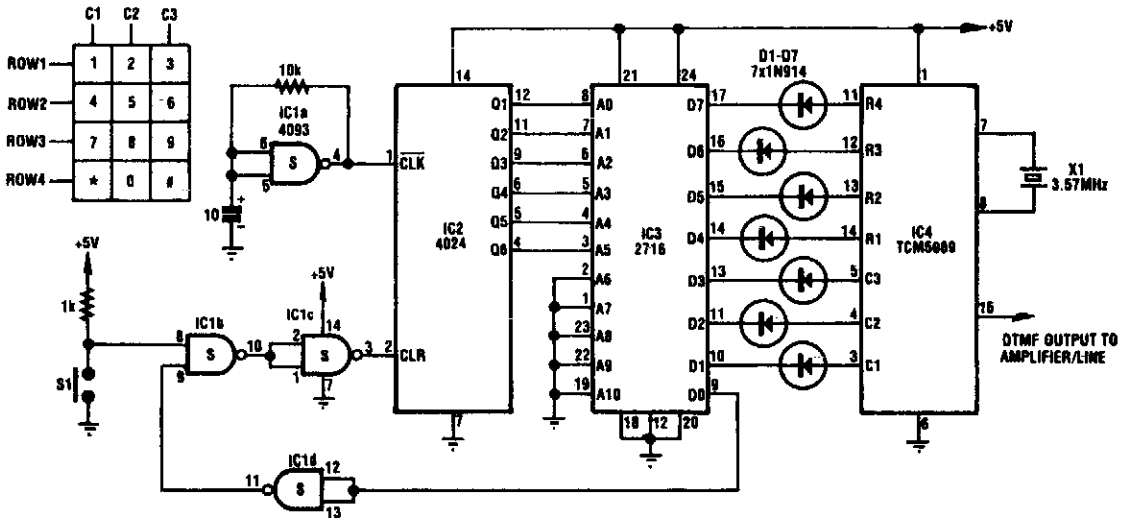 C1 C2 C3
ROW1 1 2 3
ROW2 4 5 6
ROW3 7 8 9
ROW4 * 0 #
+5V
1k
S1
10k
IC1a
4093
6
S
4
5
10
+
-
IC1b
8
S
10
9
+5V
IC1c
14
2
S
3
1
7
IC1d
11
S
12
13
14
1 CLK
2 CLR
IC2
4024
Q1 12
Q2 11
Q3 9
Q4 6
Q5 5
Q6 4
7
21 24
8 A0
7 A1
6 A2
5 A3
4 A4
3 A5
2 A6
1 A7
23 A8
22 A9
19 A10
IC3
2716
D7 17
D6 16
D5 15
D4 14
D3 13
D2 11
D1 10
D0 9
18 12 20
D1-D7
7x1N914
+5V
1
11 R4
12 R3
13 R2
14 R1
5 C3
4 C2
3 C1
IC4
TCM5089
6
7
8
X1
3.57MHz
DTMF OUTPUT TO
AMPLIFIER/LINE